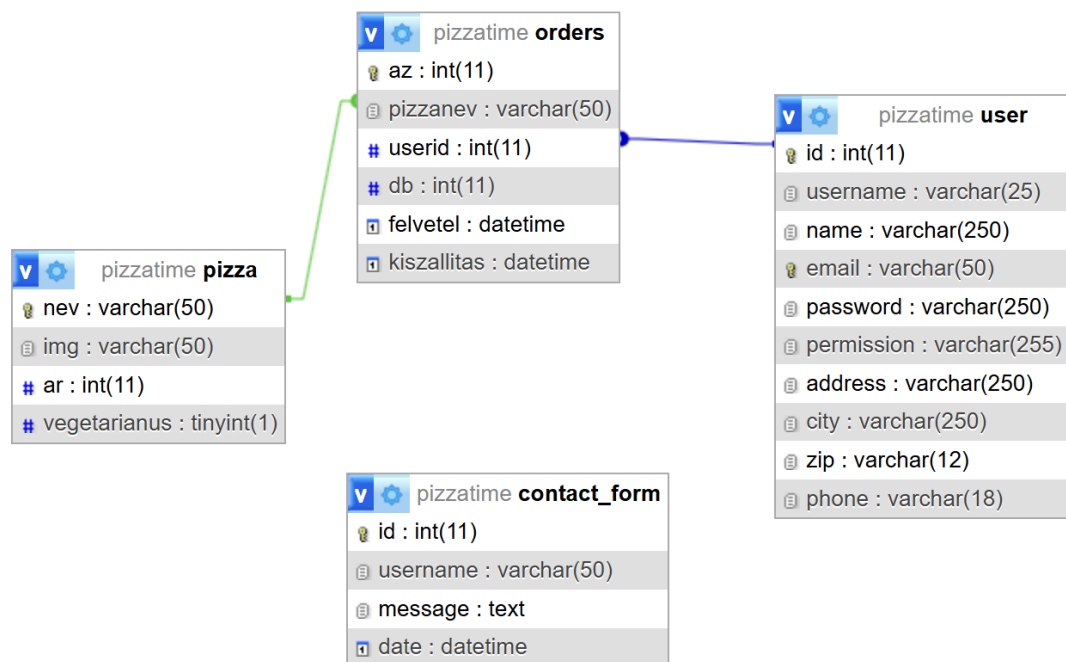 v pizzatime orders
az : int(11)
pizzanev : varchar(50)
# userid : int(11)
# db : int(11)
felvetel : datetime
kiszallitas : datetime
v pizzatime user
id : int(11)
username : varchar(25)
name : varchar(250)
email : varchar(50)
password : varchar(250)
permission : varchar(255)
address : varchar(250)
city : varchar(250)
zip : varchar(12)
phone : varchar(18)
v pizzatime pizza
nev : varchar(50)
img : varchar(50)
# ar : int(11)
# vegetarianus : tinyint(1)
v pizzatime contact_form
id : int(11)
username : varchar(50)
message : text
date : datetime